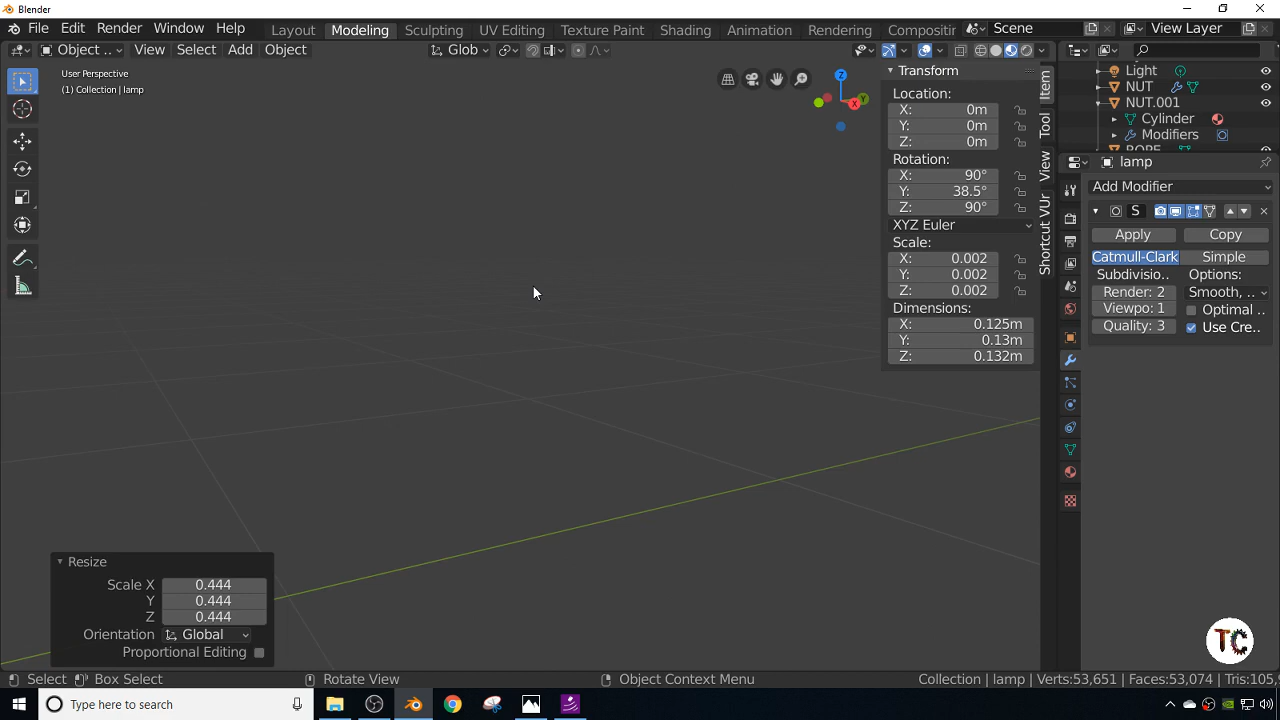 Blender
File Edit Render Window Help Layout Modeling Sculpting UV Editing Texture Paint Shading Animation Rendering Compositir Scene View Layer
Object .. View Select Add Object Glob
User Perspective
(1) Collection | lamp
Z
Y
X
Transform
Location:
X: 0m
Y: 0m
Z: 0m
Rotation:
X: 90°
Y: 38.5°
Z: 90°
XYZ Euler
Scale:
X: 0.002
Y: 0.002
Z: 0.002
Dimensions:
X: 0.125m
Y: 0.13m
Z: 0.132m
Item
Tool
View
Shortcut VUr
Light
NUT
NUT.001
Cylinder
Modifiers
lamp
Add Modifier
S
Apply Copy
Catmull-Clark Simple
Subdivisio.. Options:
Render: 2 Smooth, ..
Viewpo: 1 Optimal ..
Quality: 3 Use Cre..
Resize
Scale X 0.444
Y 0.444
Z 0.444
Orientation Global
Proportional Editing
TC
Select Box Select Rotate View Object Context Menu Collection | lamp | Verts:53,651 | Faces:53,074 | Tris:105,
Type here to search